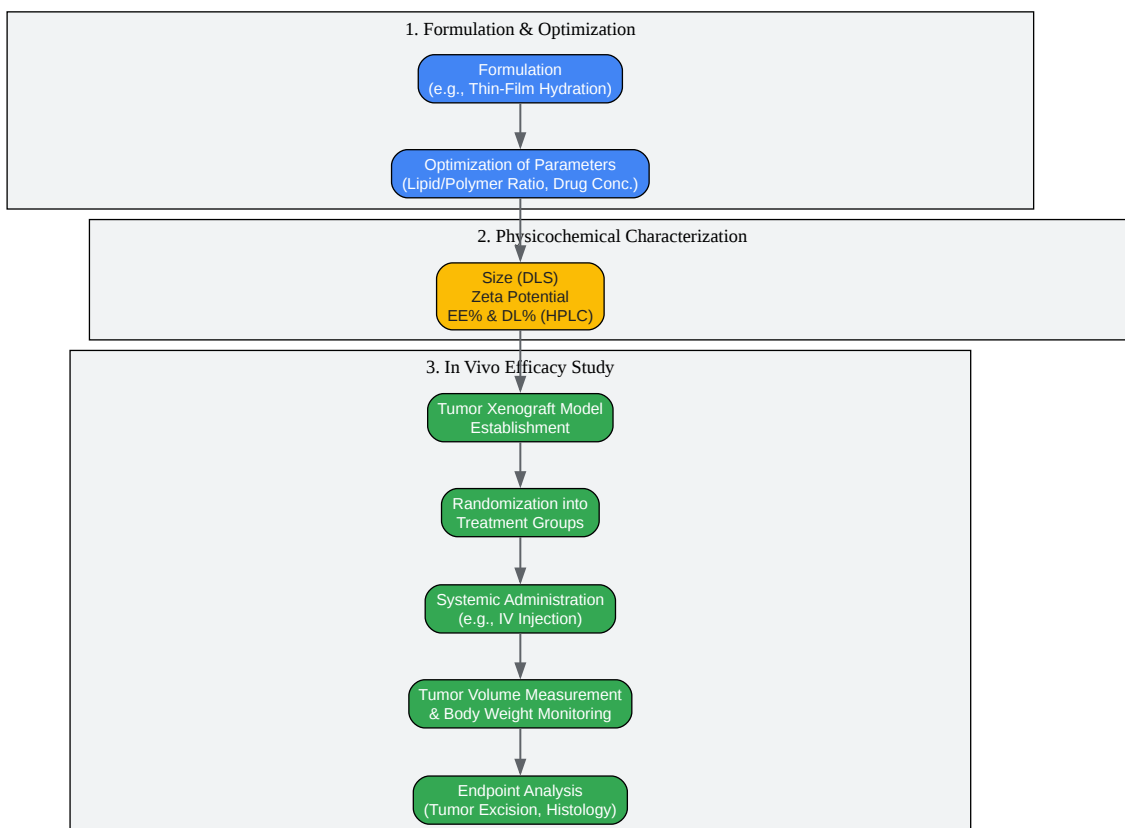 1. Formulation & Optimization
Formulation
(e.g., Thin-Film Hydration)
Optimization of Parameters
(Lipid/Polymer Ratio, Drug Conc.)
2. Physicochemical Characterization
Size (DLS)
Zeta Potential
EE% & DL% (HPLC)
3. In Vivo Efficacy Study
Tumor Xenograft Model
Establishment
Randomization into
Treatment Groups
Systemic Administration
(e.g., IV Injection)
Tumor Volume Measurement
& Body Weight Monitoring
Endpoint Analysis
(Tumor Excision, Histology)